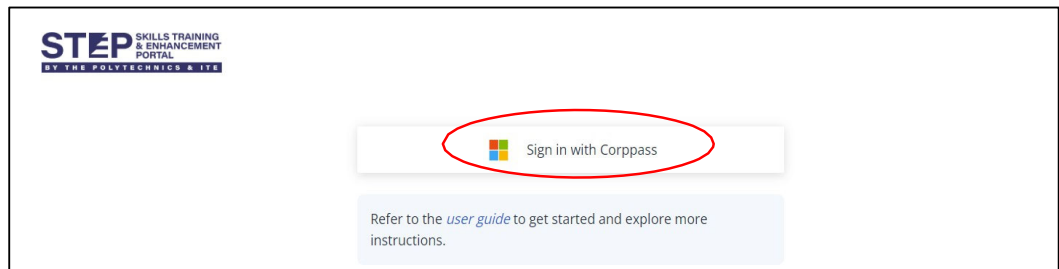 STEP SKILLS TRAINING
& ENHANCEMENT
PORTAL
BY THE POLYTECHNICS & ITE
Sign in with Corppass
Refer to the user guide to get started and explore more
instructions.